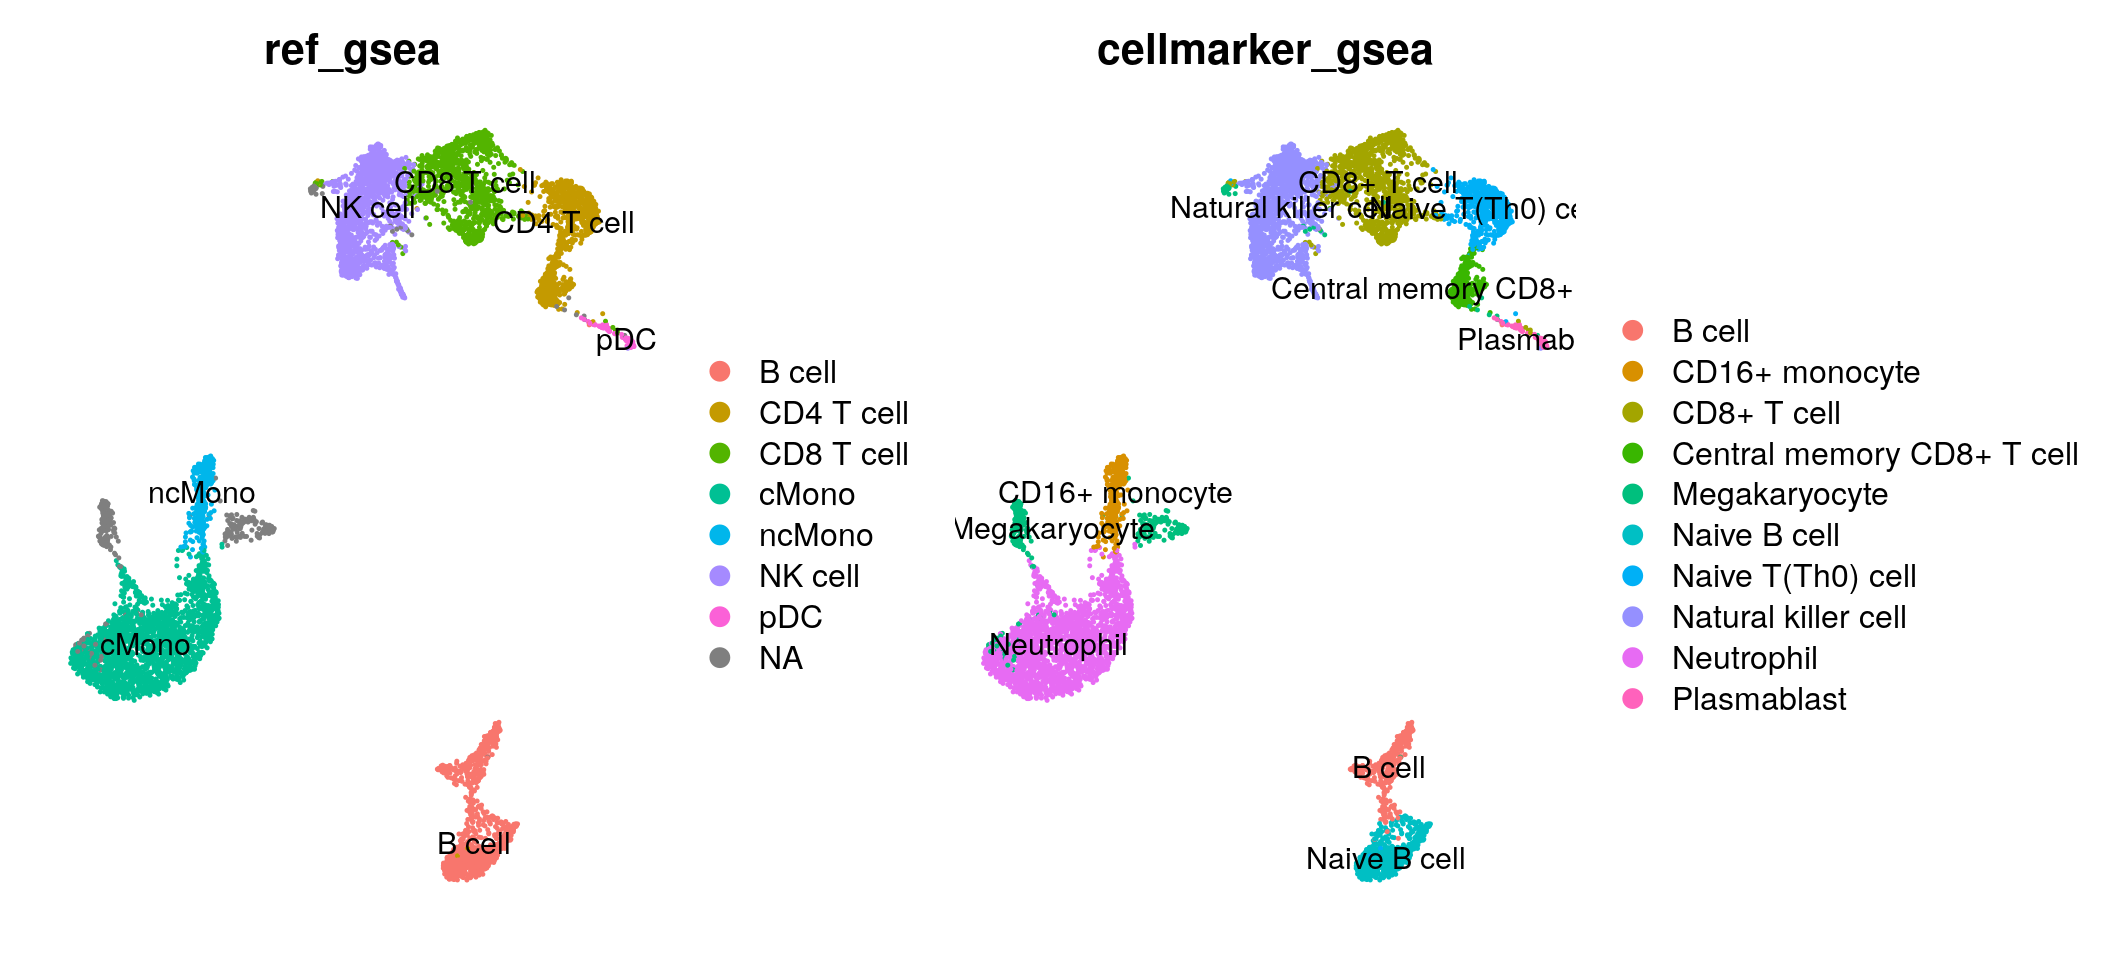 ref_gsea
CD8 T cell
NK cell
CD4 T cell
pDC
ncMono
cMono
B cell
B cell
CD4 T cell
CD8 T cell
cMono
ncMono
NK cell
pDC
NA
cellmarker_gsea
CD8+ T cell
Natural killer cell
Naive T(Th0) ce
Central memory CD8+
Plasmab
CD16+ monocyte
Megakaryocyte
Neutrophil
B cell
Naive B cell
B cell
CD16+ monocyte
CD8+ T cell
Central memory CD8+ T cell
Megakaryocyte
Naive B cell
Naive T(Th0) cell
Natural killer cell
Neutrophil
Plasmablast